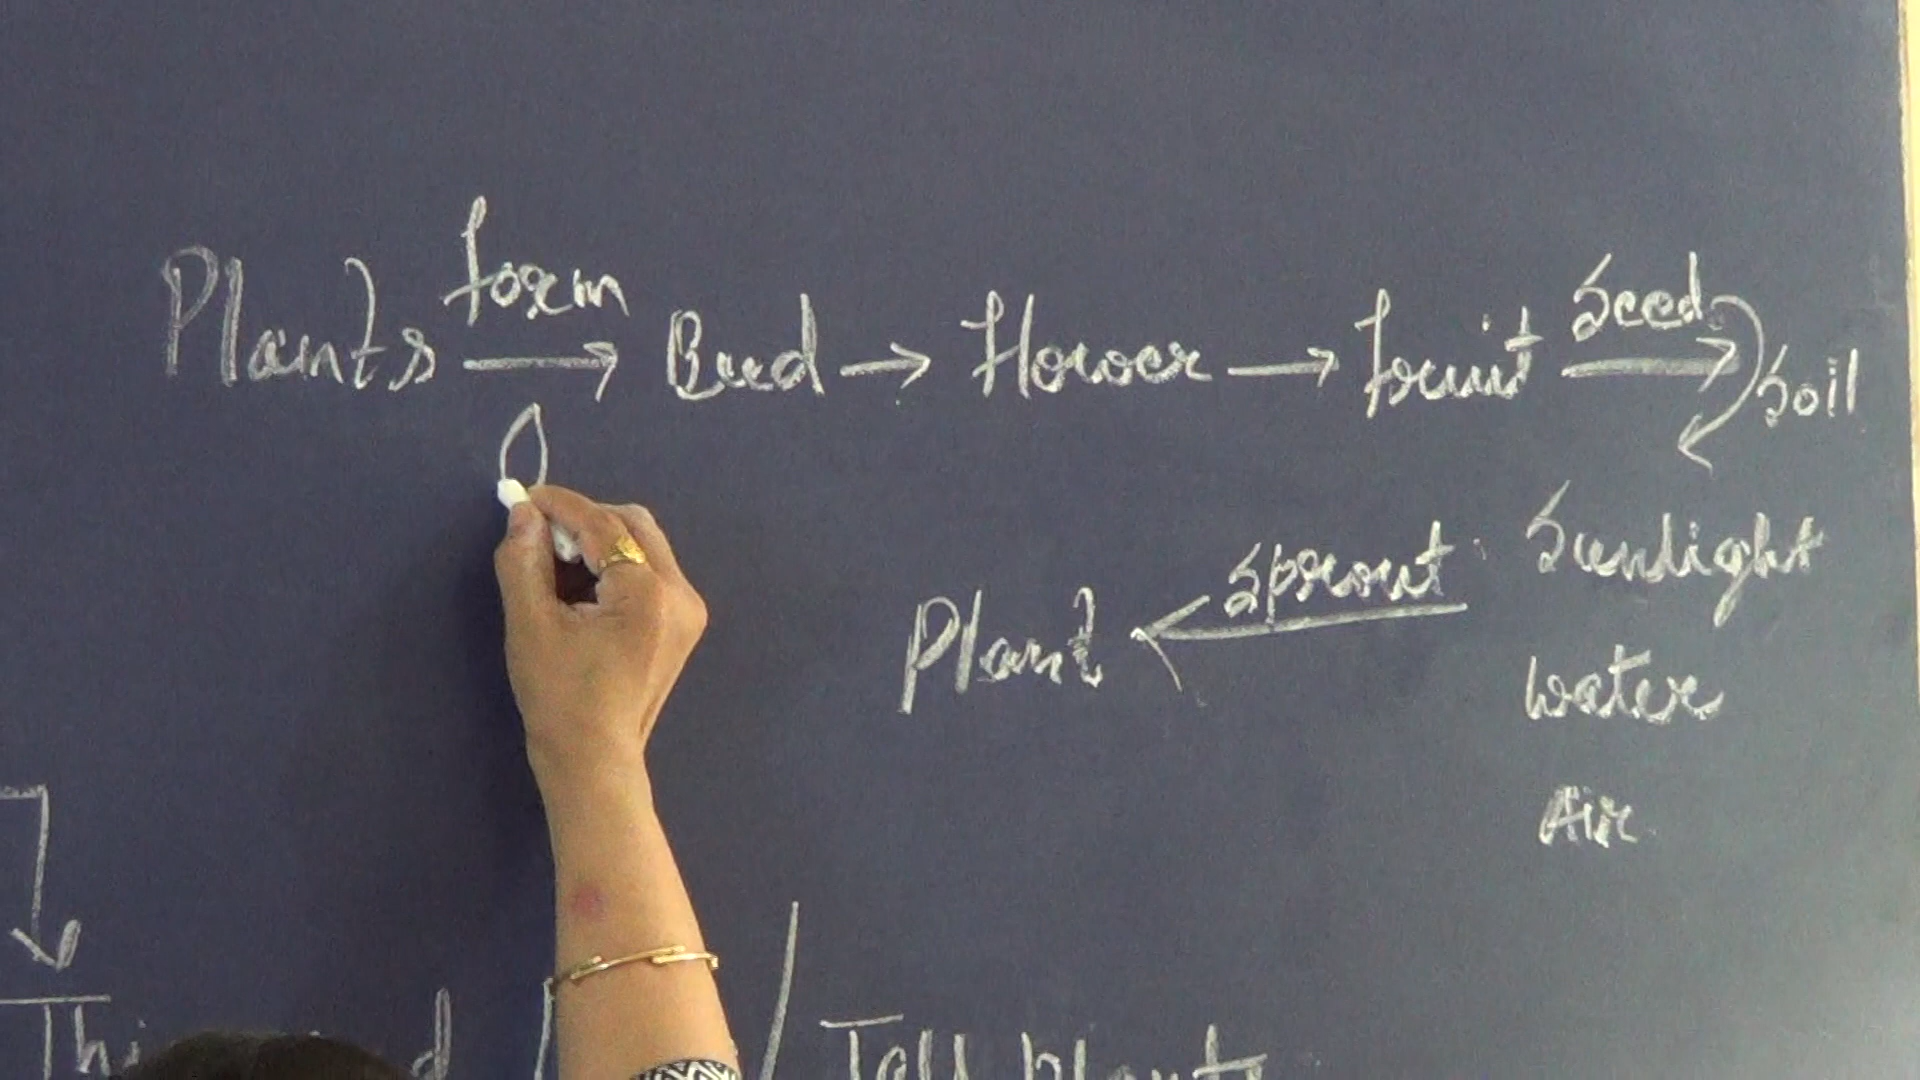 Plants form → Bud → Flower → Fruit seed → soil
Sunlight
Plant ← sprout
water
Air
Tall plants